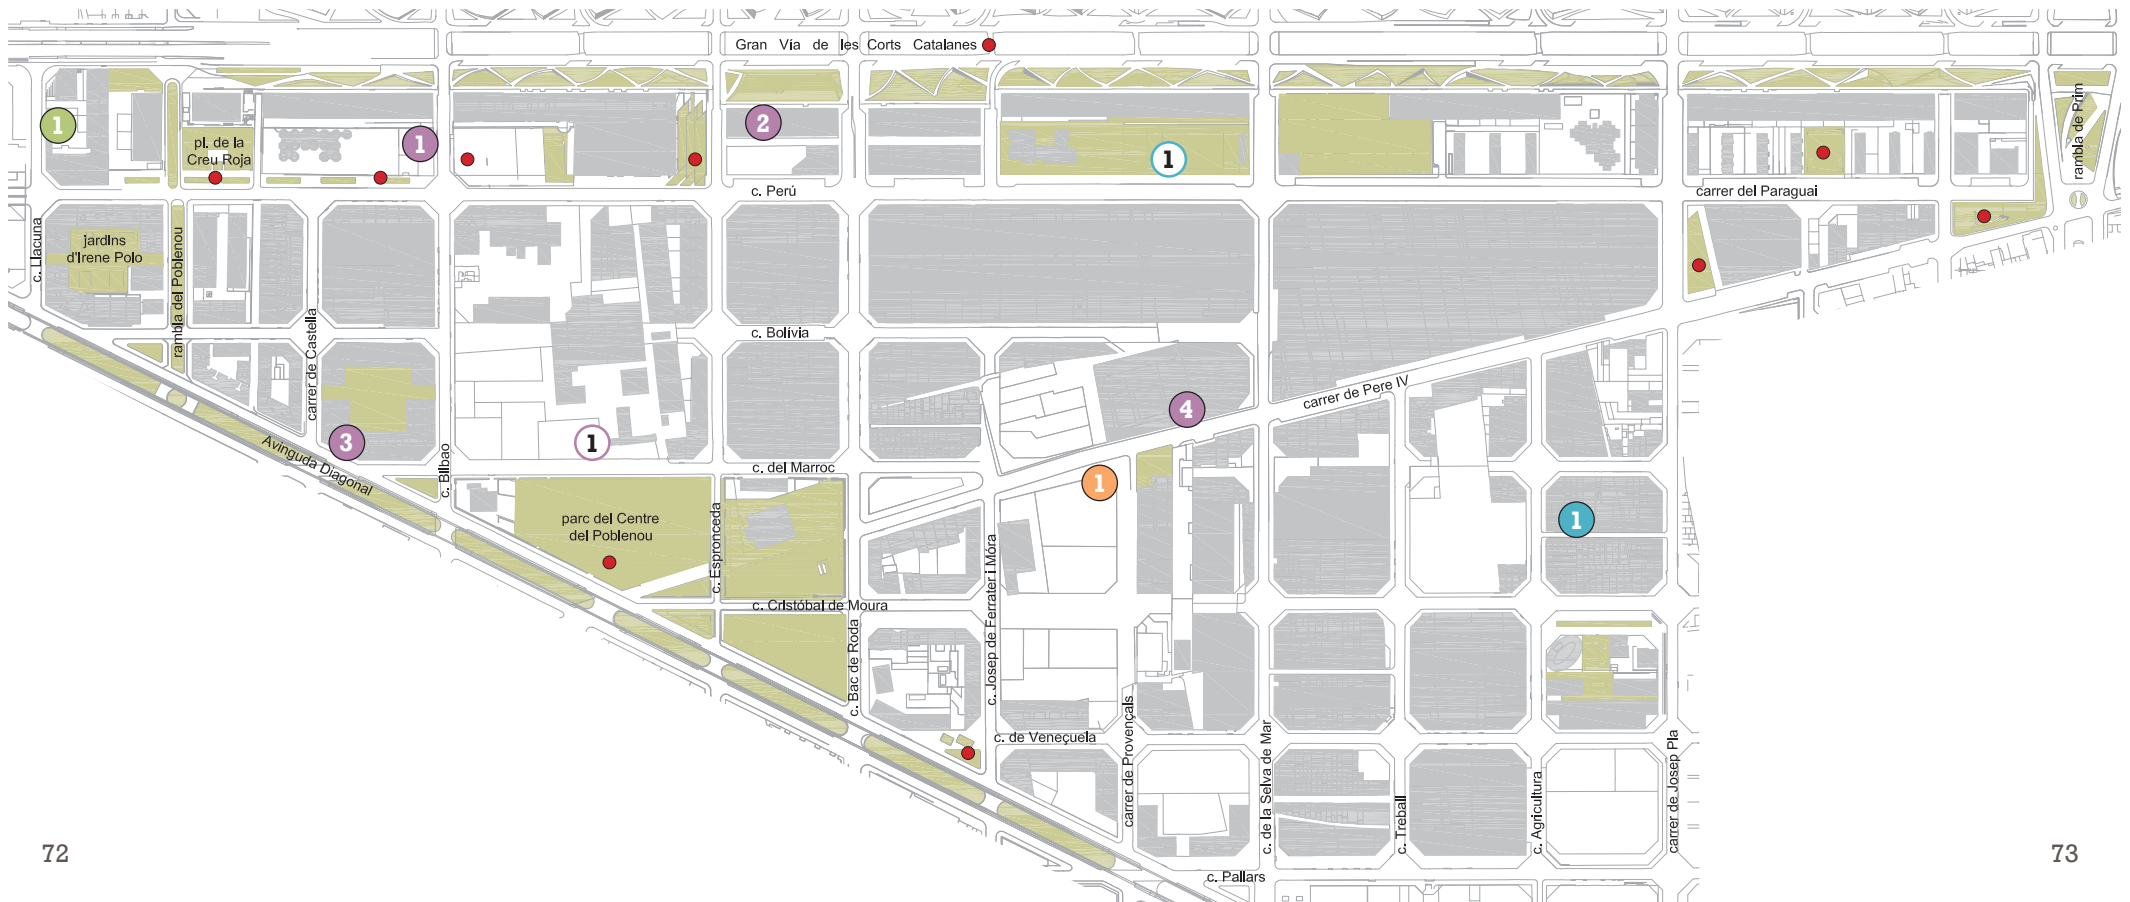 Gran Vía de les Corts Catalanes
1
pl. de la
Creu Roja
1
2
1
rambla de Prim
c. Perú
carrer del Paraguai
c. Llacuna
jardins
d'Irene Polo
rambla del Poblenou
carrer de Castella
c. Bolívia
3
Avinguda Diagonal
c. Bilbao
1
4
carrer de Pere IV
c. del Marroc
1
1
parc del Centre
del Poblenou
c. Espronceda
c. Cristóbal de Moura
c. Bac de Roda
c. Josep de Ferrater i Móra
c. de Veneçuela
carrer de Provençals
c. de la Selva de Mar
c. Treball
c. Agricultura
carrer de Josep Pla
c. Pallars
72
73